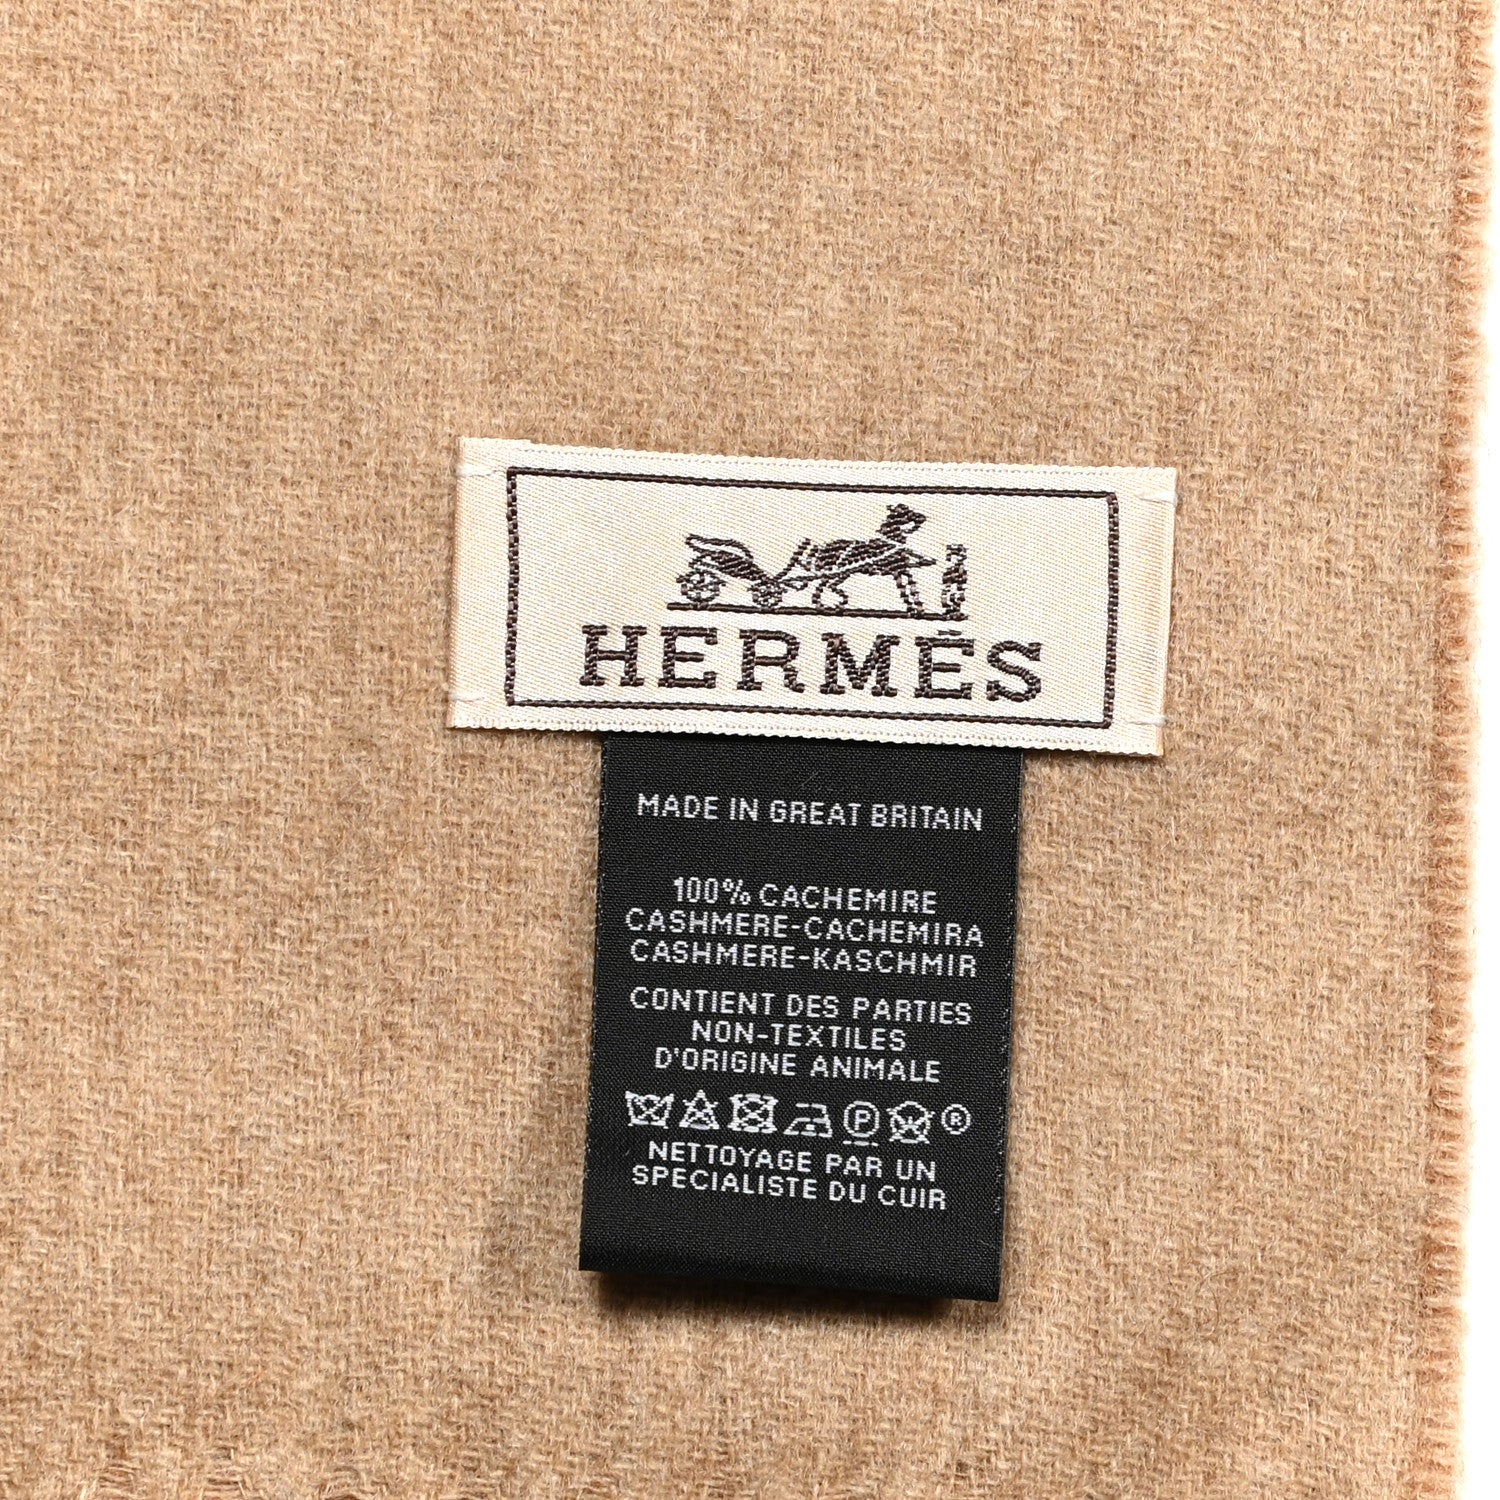 HERMÈS
MADE IN GREAT BRITAIN
100% CACHEMIRE
CASHMERE-CACHEMIRA
CASHMERE-KASCHMIR
CONTIENT DES PARTIES
NON-TEXTILES
D'ORIGINE ANIMALE
P ®
NETTOYAGE PAR UN
SPECIALISTE DU CUIR